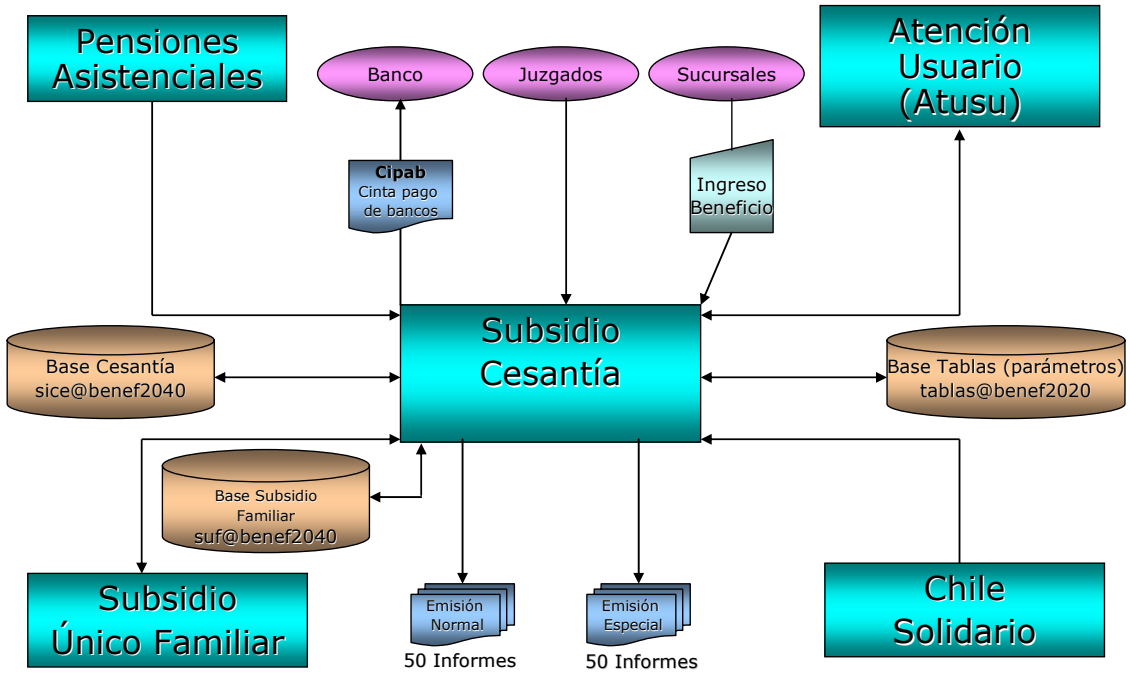 Pensiones
Asistenciales
Banco
Juzgados
Sucursales
Atención
Usuario
(Atusu)
Cipab
Cinta pago
de bancos
Ingreso
Beneficio
Subsidio
Cesantía
Base Cesantía
sice@benef2040
Base Tablas (parámetros)
tablas@benef2020
Base Subsidio
Familiar
suf@benef2040
Subsidio
Único Familiar
Emisión
Normal
50 Informes
Emisión
Especial
50 Informes
Chile
Solidario